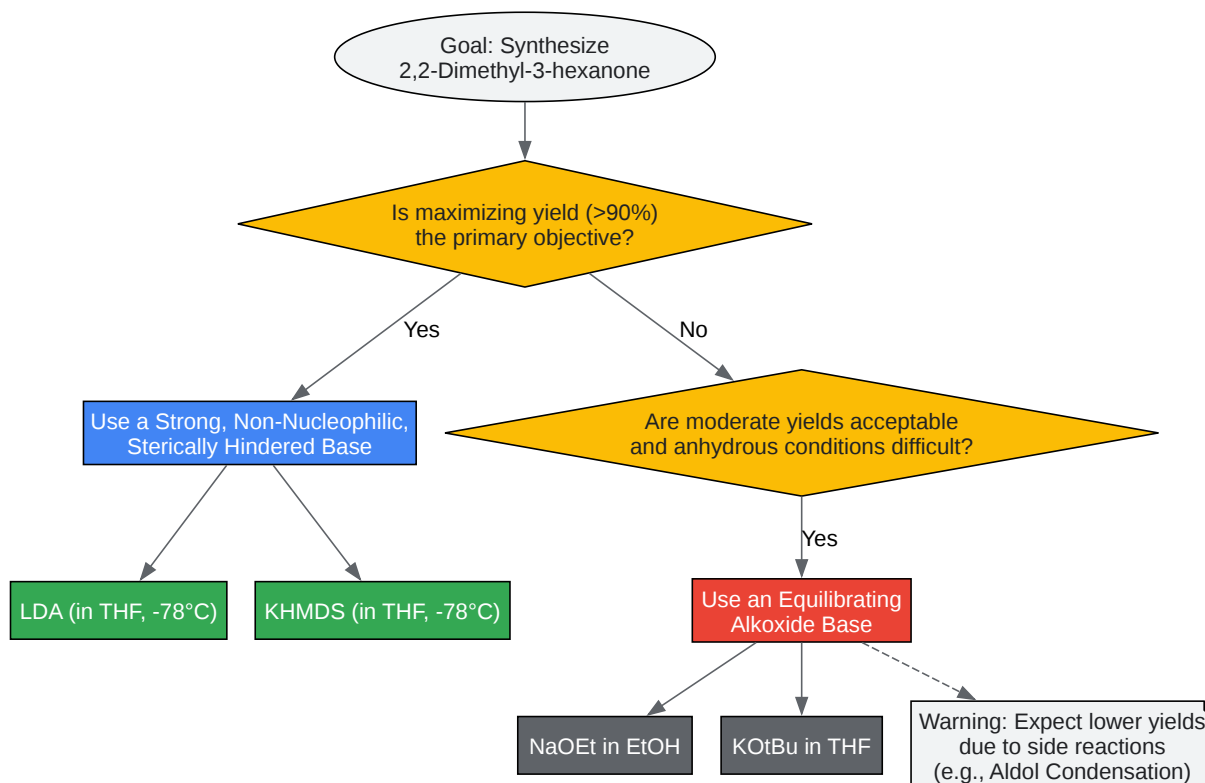 Goal: Synthesize
2,2-Dimethyl-3-hexanone
Is maximizing yield (>90%)
the primary objective?
Yes
No
Use a Strong, Non-Nucleophilic,
Sterically Hindered Base
Are moderate yields acceptable
and anhydrous conditions difficult?
Yes
LDA (in THF, -78°C)
KHMDS (in THF, -78°C)
Use an Equilibrating
Alkoxide Base
NaOEt in EtOH
KOtBu in THF
Warning: Expect lower yields
due to side reactions
(e.g., Aldol Condensation)